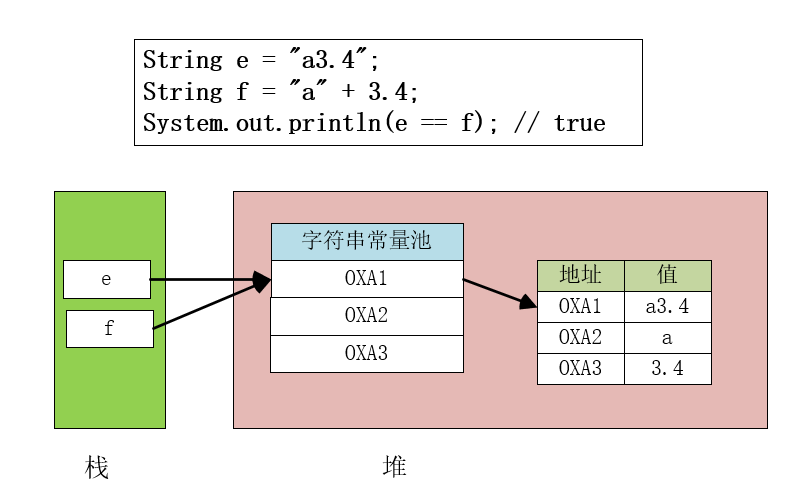 String e = "a3.4";
String f = "a" + 3.4;
System.out.println(e == f); // true
字符串常量池
e
OXA1
地址 值
OXA1 a3.4
f
OXA2
OXA2 a
OXA3
OXA3 3.4
栈
堆